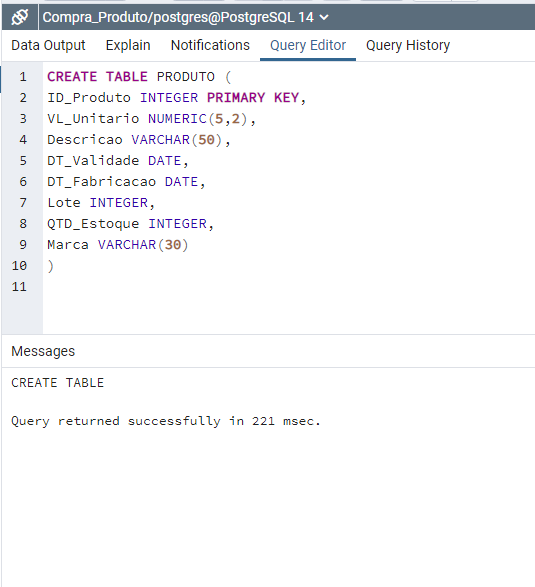 Compra_Produto/postgres@PostgreSQL 14
Data Output Explain Notifications Query Editor Query History
1 CREATE TABLE PRODUTO (
2 ID_Produto INTEGER PRIMARY KEY,
3 VL_Unitario NUMERIC(5,2),
4 Descricao VARCHAR(50),
5 DT_Validade DATE,
6 DT_Fabricacao DATE,
7 Lote INTEGER,
8 QTD_Estoque INTEGER,
9 Marca VARCHAR(30)
10 )
11
Messages
CREATE TABLE
Query returned successfully in 221 msec.